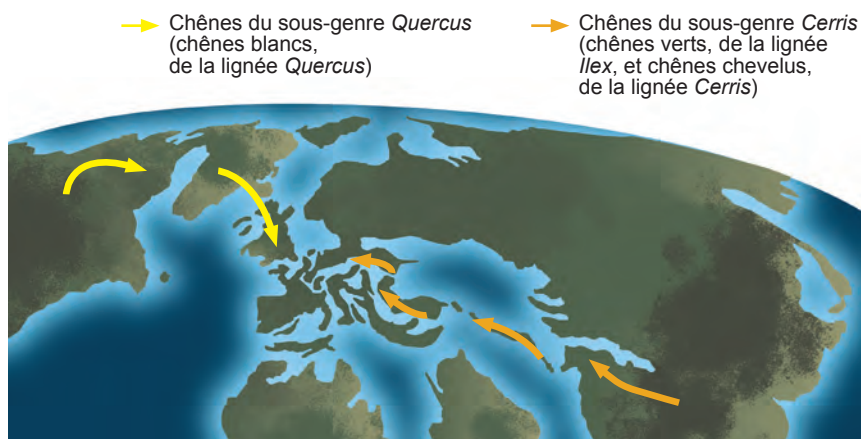 Chênes du sous-genre Quercus
(chênes blancs,
de la lignée Quercus)
Chênes du sous-genre Cerris
(chênes verts, de la lignée
Ilex, et chênes chevelus,
de la lignée Cerris)